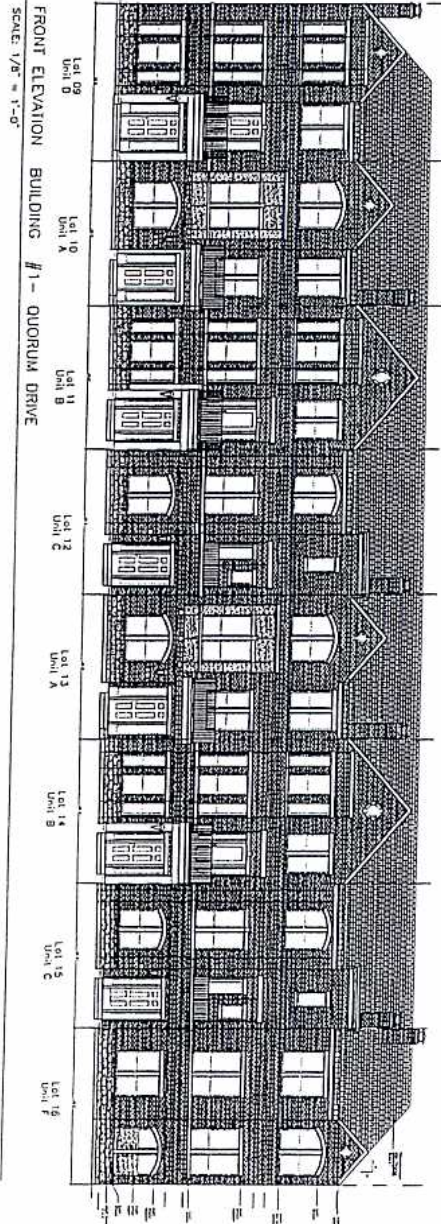 Lot 09
Unit D
Lot 10
Unit A
Lot 11
Unit B
Lot 12
Unit C
Lot 13
Unit A
Lot 14
Unit B
Lot 15
Unit C
Lot 16
Unit F
FRONT ELEVATION BUILDING #1 - QUORUM DRIVE
SCALE: 1/8" = 1'-0"